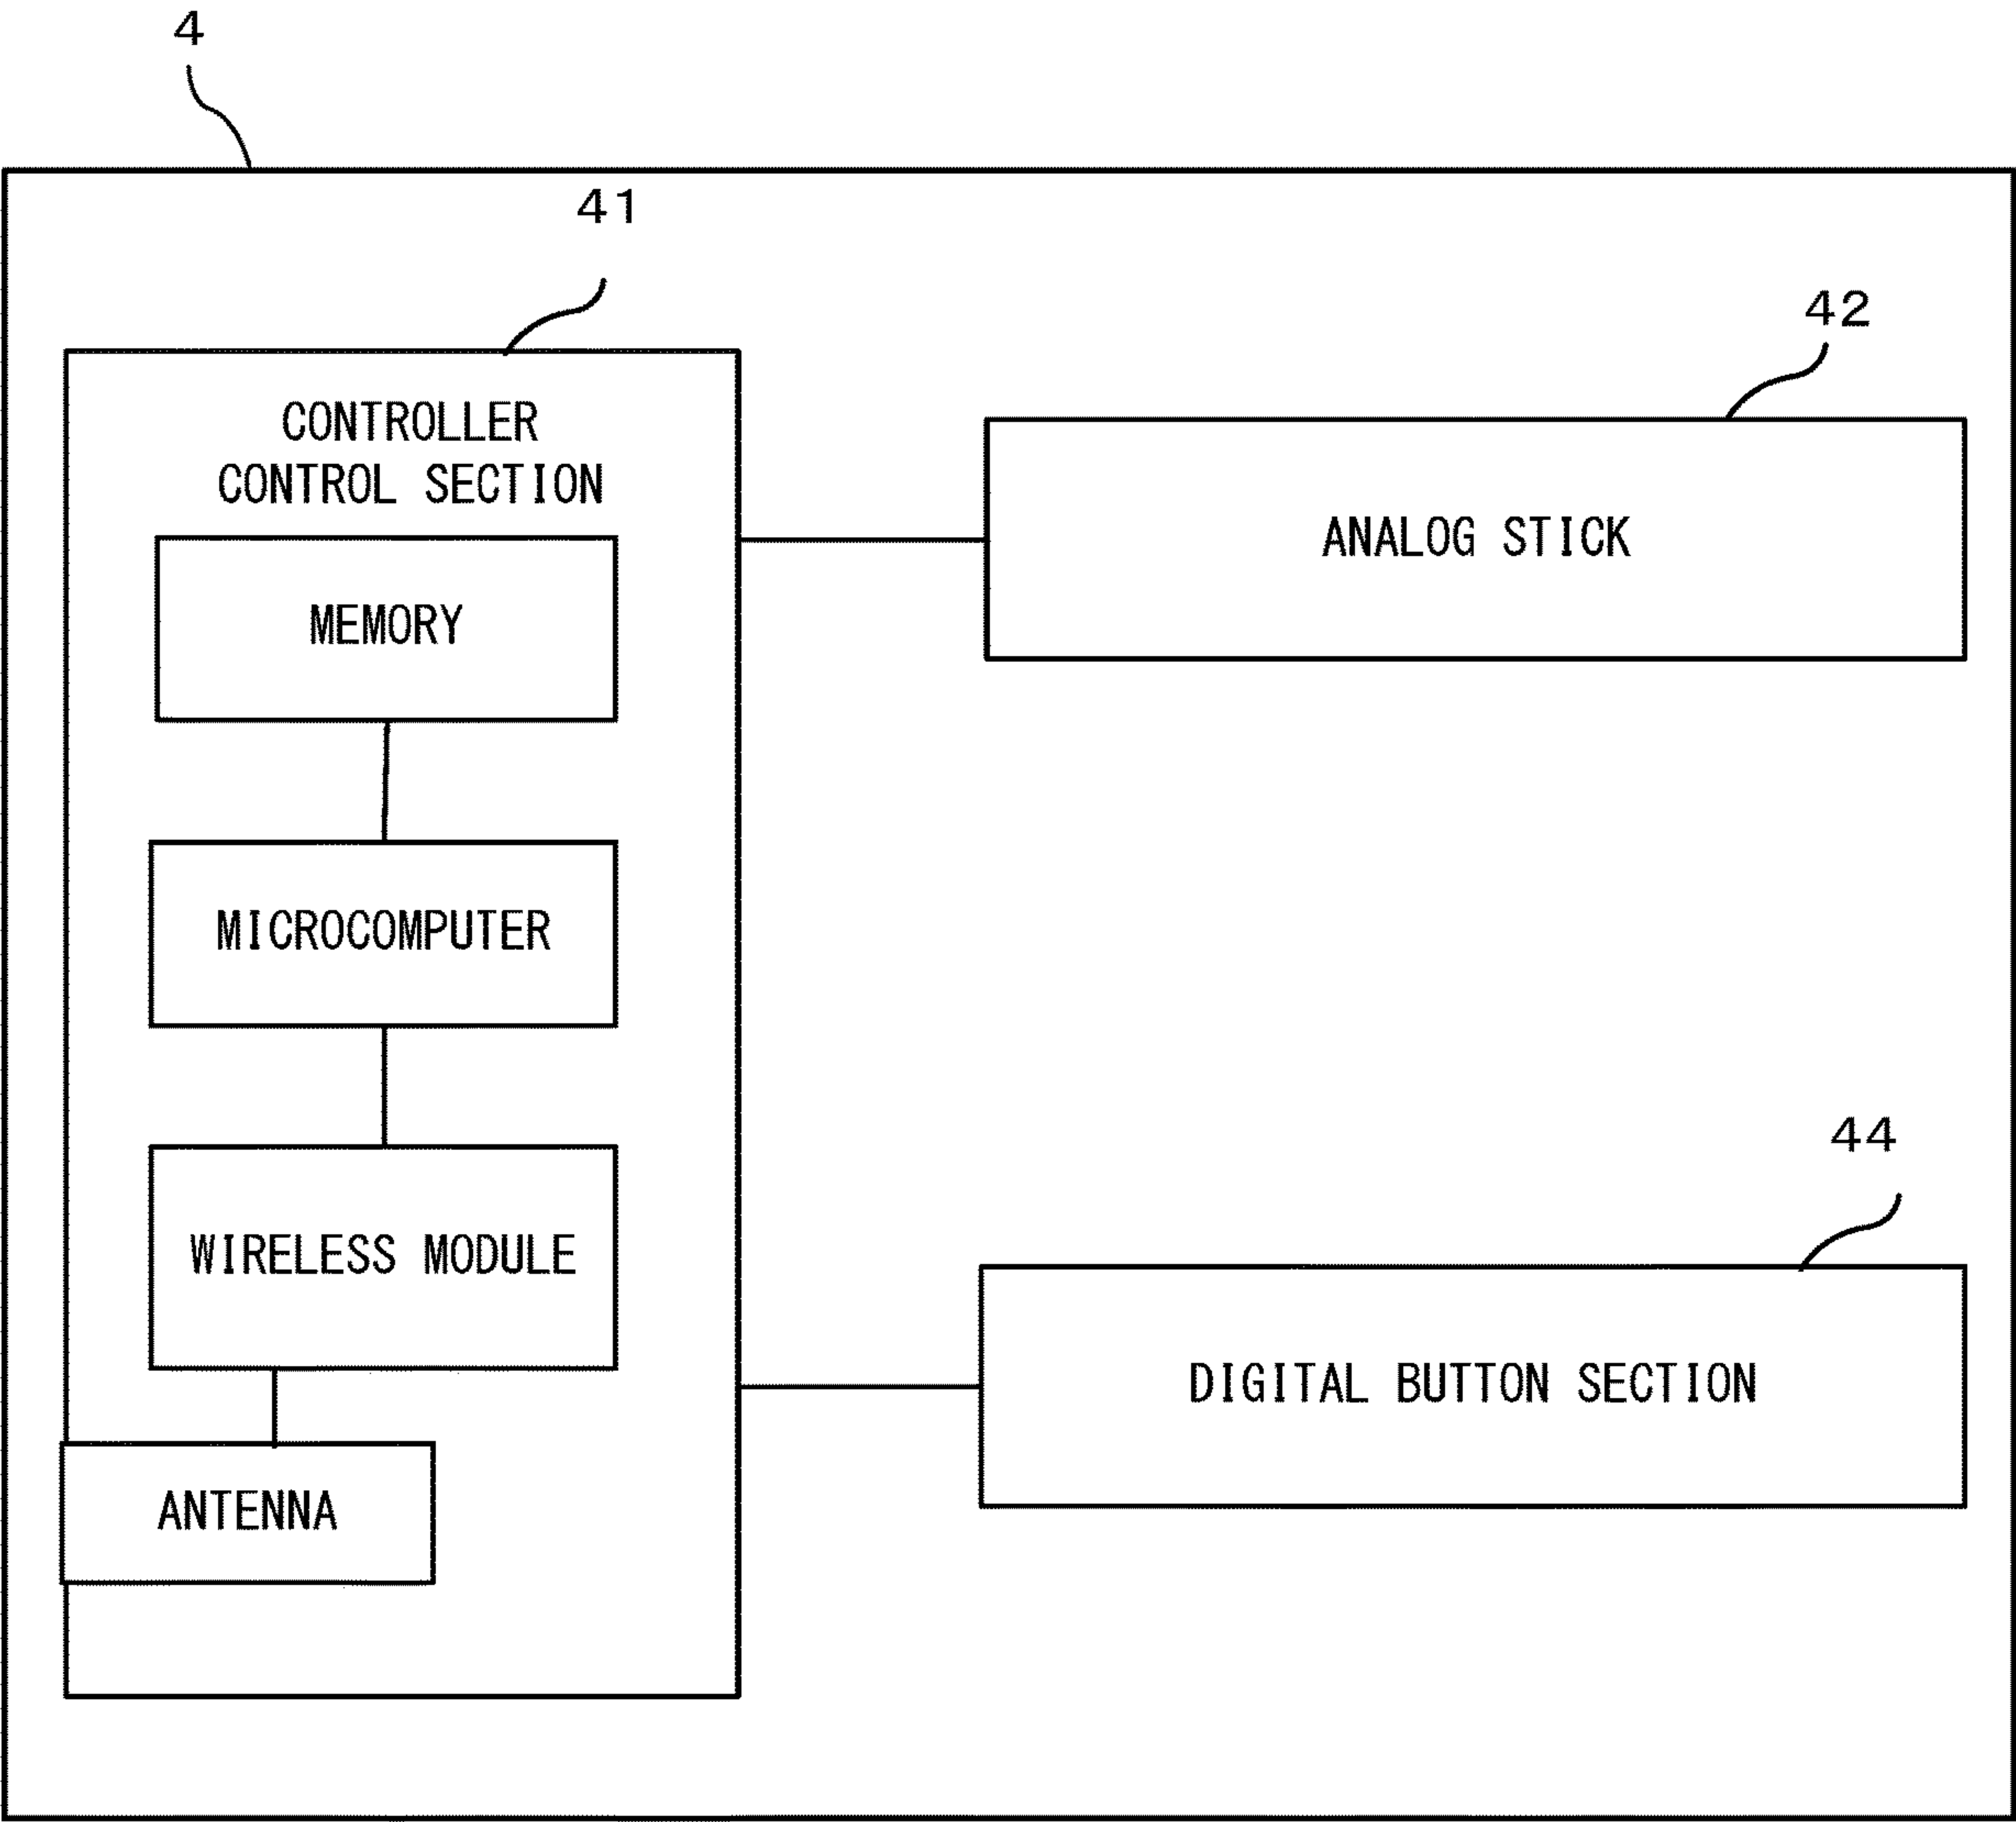 4
41
42
CONTROLLER
CONTROL SECTION
ANALOG STICK
MEMORY
MICROCOMPUTER
44
WIRELESS MODULE
DIGITAL BUTTON SECTION
ANTENNA